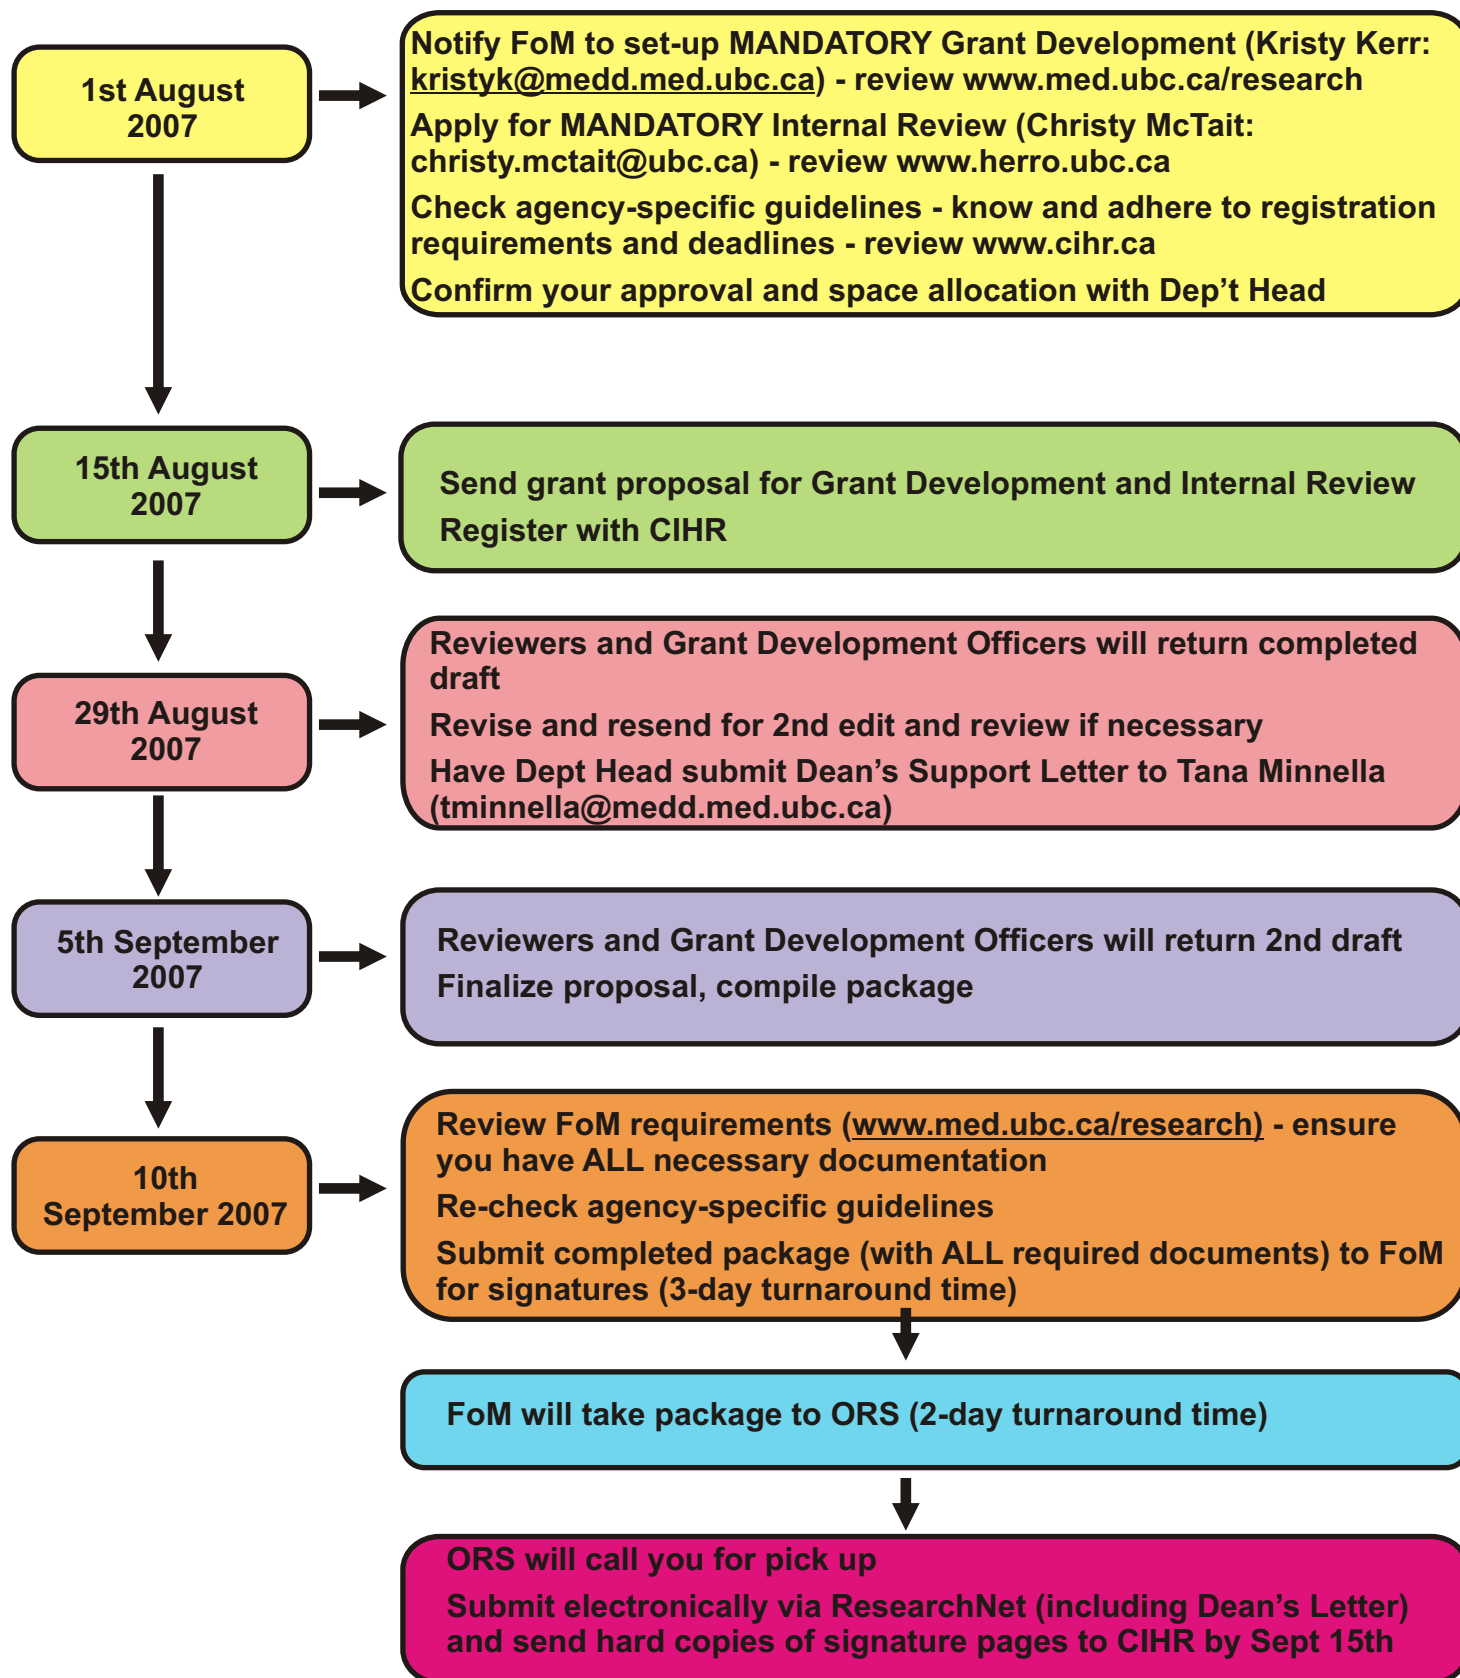 1st August
2007
Notify FoM to set-up MANDATORY Grant Development (Kristy Kerr:
kristyk@medd.med.ubc.ca) - review www.med.ubc.ca/research
Apply for MANDATORY Internal Review (Christy McTait:
christy.mctait@ubc.ca) - review www.herro.ubc.ca
Check agency-specific guidelines - know and adhere to registration
requirements and deadlines - review www.cihr.ca
Confirm your approval and space allocation with Dep’t Head
15th August
2007
Send grant proposal for Grant Development and Internal Review
Register with CIHR
29th August
2007
Reviewers and Grant Development Officers will return completed
draft
Revise and resend for 2nd edit and review if necessary
Have Dept Head submit Dean’s Support Letter to Tana Minnella
(tminnella@medd.med.ubc.ca)
5th September
2007
Reviewers and Grant Development Officers will return 2nd draft
Finalize proposal, compile package
10th
September 2007
Review FoM requirements (www.med.ubc.ca/research) - ensure
you have ALL necessary documentation
Re-check agency-specific guidelines
Submit completed package (with ALL required documents) to FoM
for signatures (3-day turnaround time)
FoM will take package to ORS (2-day turnaround time)
ORS will call you for pick up
Submit electronically via ResearchNet (including Dean’s Letter)
and send hard copies of signature pages to CIHR by Sept 15th